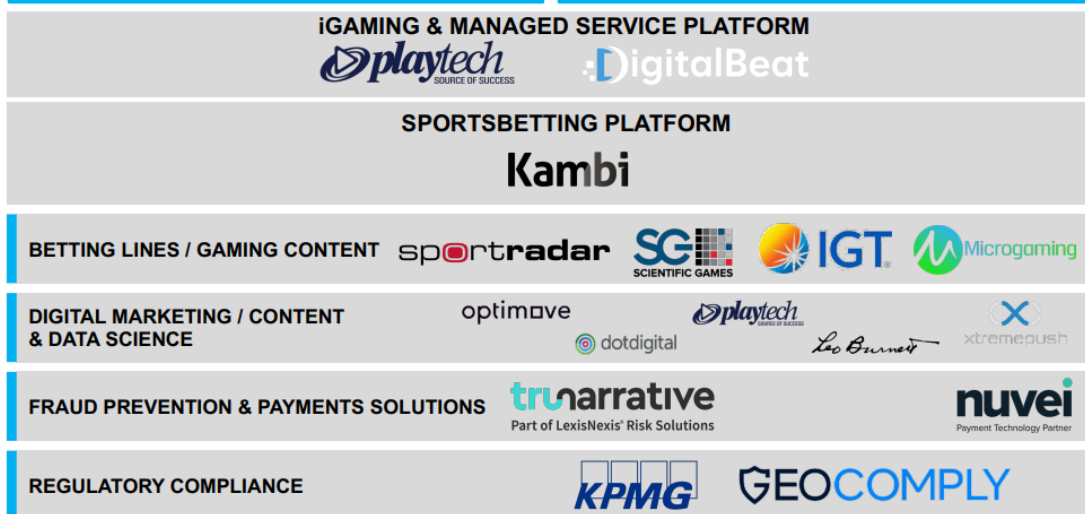 iGAMING & MANAGED SERVICE PLATFORM
playtech
SOURCE OF SUCCESS
DigitalBeat
SPORTSBETTING PLATFORM
Kambi
BETTING LINES / GAMING CONTENT
sportradar
SG
SCIENTIFIC GAMES
IGT
Microgaming
DIGITAL MARKETING / CONTENT
& DATA SCIENCE
optimove
playtech
SOURCE OF SUCCESS
xtremepush
dotdigital
Leo Burnett
FRAUD PREVENTION & PAYMENTS SOLUTIONS
trunarrative
Part of LexisNexis' Risk Solutions
nuvei
Payment Technology Partner
REGULATORY COMPLIANCE
KPMG
GEOCOMPLY